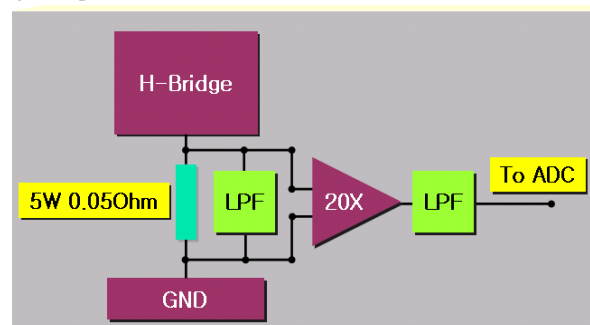 H-Bridge
5W 0.05Ohm
LPF
20X
LPF
To ADC
GND